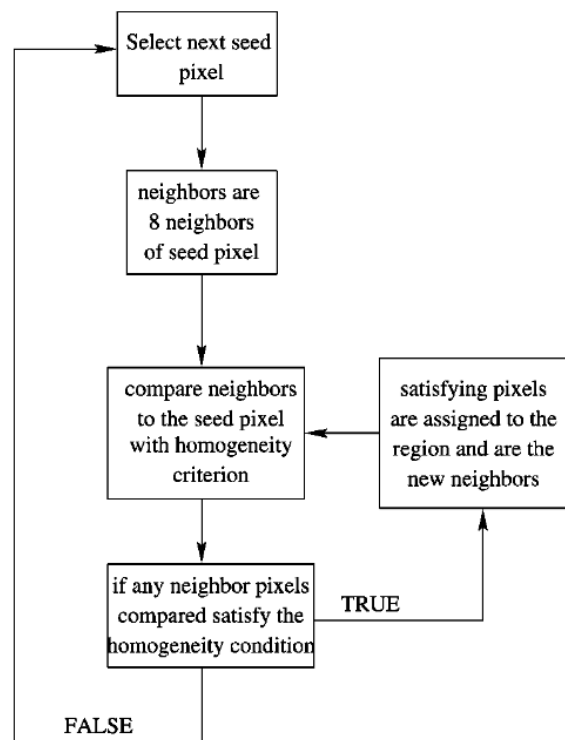 Select next seed
pixel
neighbors are
8 neighbors
of seed pixel
compare neighbors
to the seed pixel
with homogeneity
criterion
satisfying pixels
are assigned to the
region and are the
new neighbors
if any neighbor pixels
compared satisfy the
homogeneity condition
TRUE
FALSE